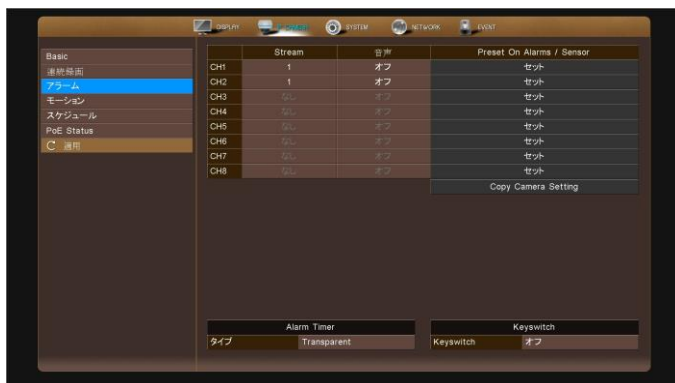 DISPLAY IP CAMERA SYSTEM NETWORK EVENT
Basic
連続録画
アラーム
モーション
スケジュール
PoE Status
適用
Stream 音声 Preset On Alarms / Sensor
CH1 1 オフ セット
CH2 1 オフ セット
CH3 なし オフ セット
CH4 なし オフ セット
CH5 なし オフ セット
CH6 なし オフ セット
CH7 なし オフ セット
CH8 なし オフ セット
Copy Camera Setting
Alarm Timer Keyswitch
タイプ Transparent Keyswitch オフ